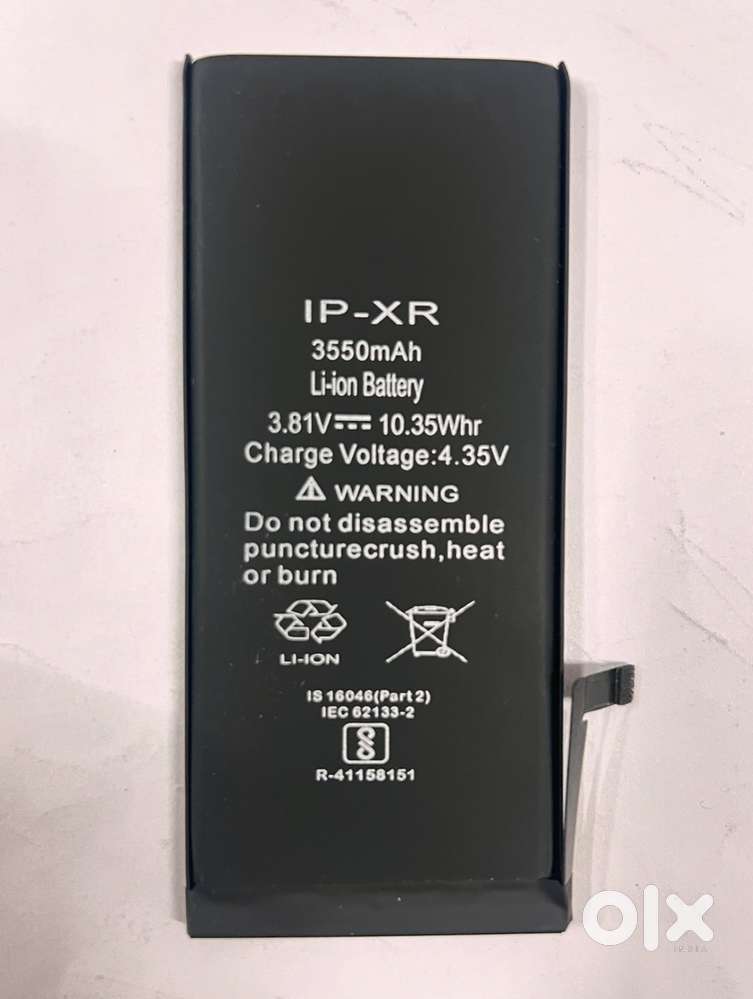 IP-XR
3550mAh
Li-ion Battery
3.81V⎓10.35Whr
Charge Voltage:4.35V
⚠ WARNING
Do not disassemble
puncturecrush,heat
or burn
LI-ION
IS 16046(Part 2)
IEC 62133-2
R-41158151
olx
INDIA